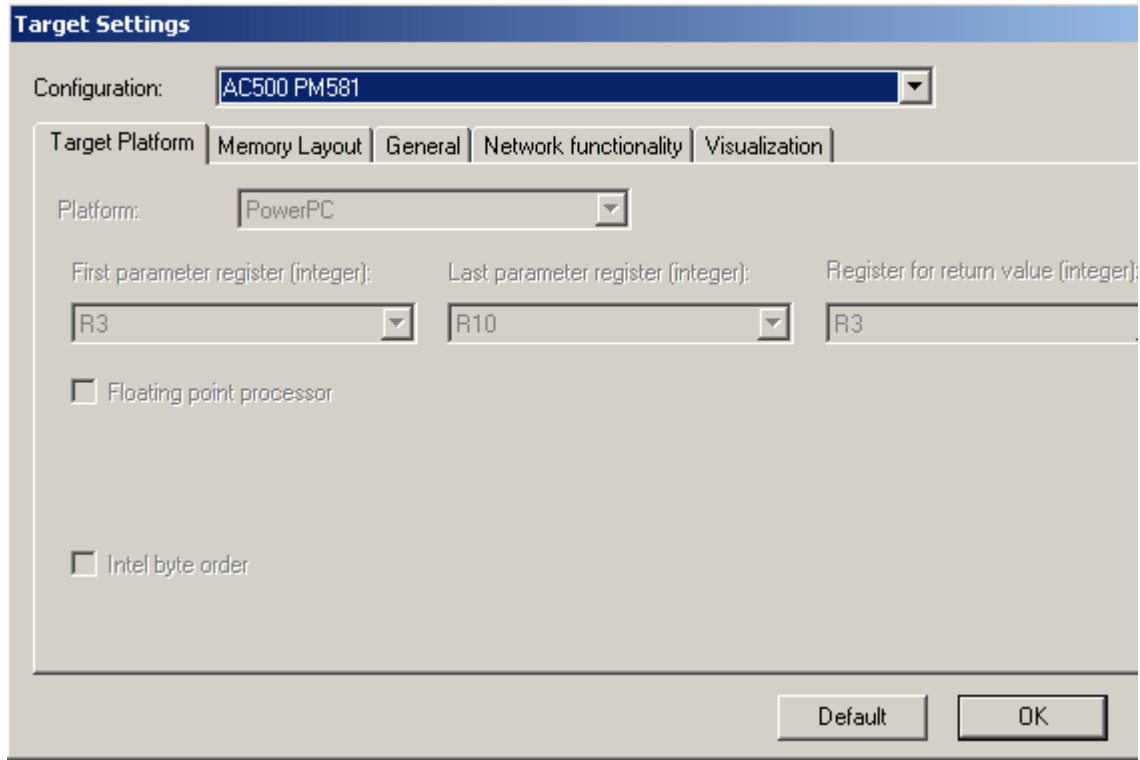 Target Settings
Configuration: AC500 PM581
Target Platform Memory Layout General Network functionality Visualization
Platform: PowerPC
First parameter register (integer): Last parameter register (integer): Register for return value (integer):
R3 R10 R3
Floating point processor
Intel byte order
Default OK